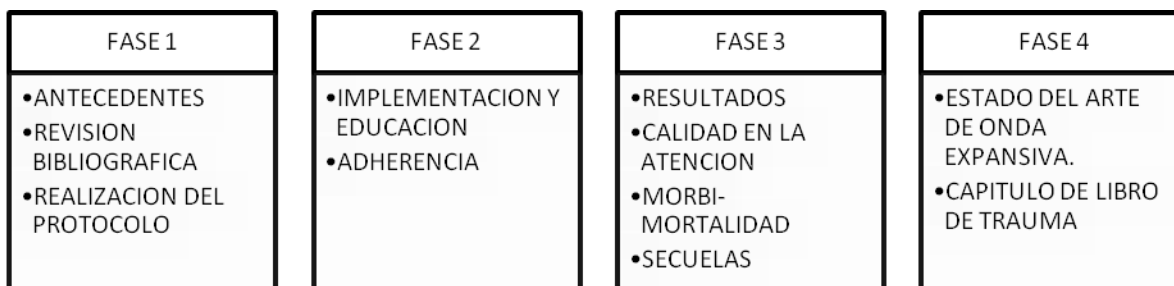 FASE 1
•ANTECEDENTES
•REVISION
BIBLIOGRAFICA
•REALIZACION DEL
PROTOCOLO
FASE 2
•IMPLEMENTACION Y
EDUCACION
•ADHERENCIA
FASE 3
•RESULTADOS
•CALIDAD EN LA
ATENCION
•MORBI-
MORTALIDAD
•SECUELAS
FASE 4
•ESTADO DEL ARTE
DE ONDA
EXPANSIVA.
•CAPITULO DE LIBRO
DE TRAUMA